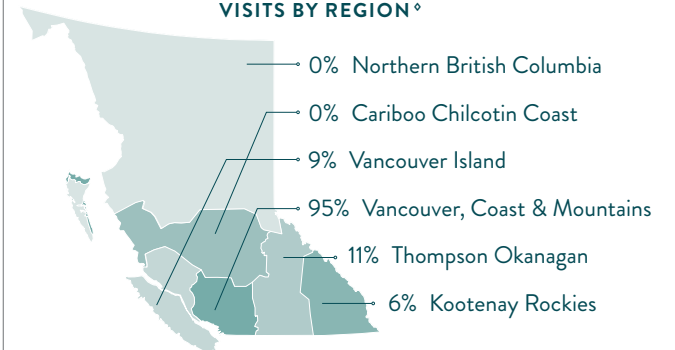 VISITS BY REGION◊
0% Northern British Columbia
0% Cariboo Chilcotin Coast
9% Vancouver Island
95% Vancouver, Coast & Mountains
11% Thompson Okanagan
6% Kootenay Rockies